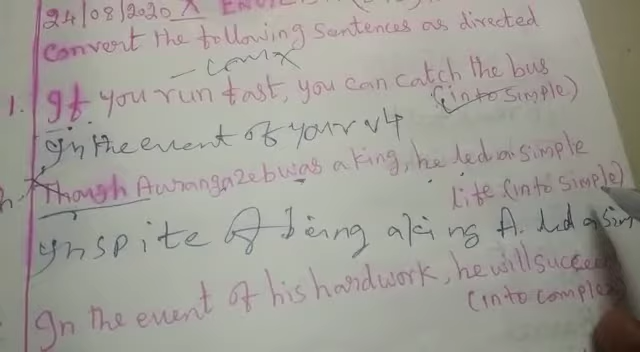 24/08/2020 X
Convert the following sentences as directed
1. If you run fast, you can catch the bus
(into simple)
In the event of your v4
Though Aurangazeb was a king, he led a simple
life (into simple)
Inspite of being a king A. led a sim
In the event of his hardwork, he will succee
(into complex